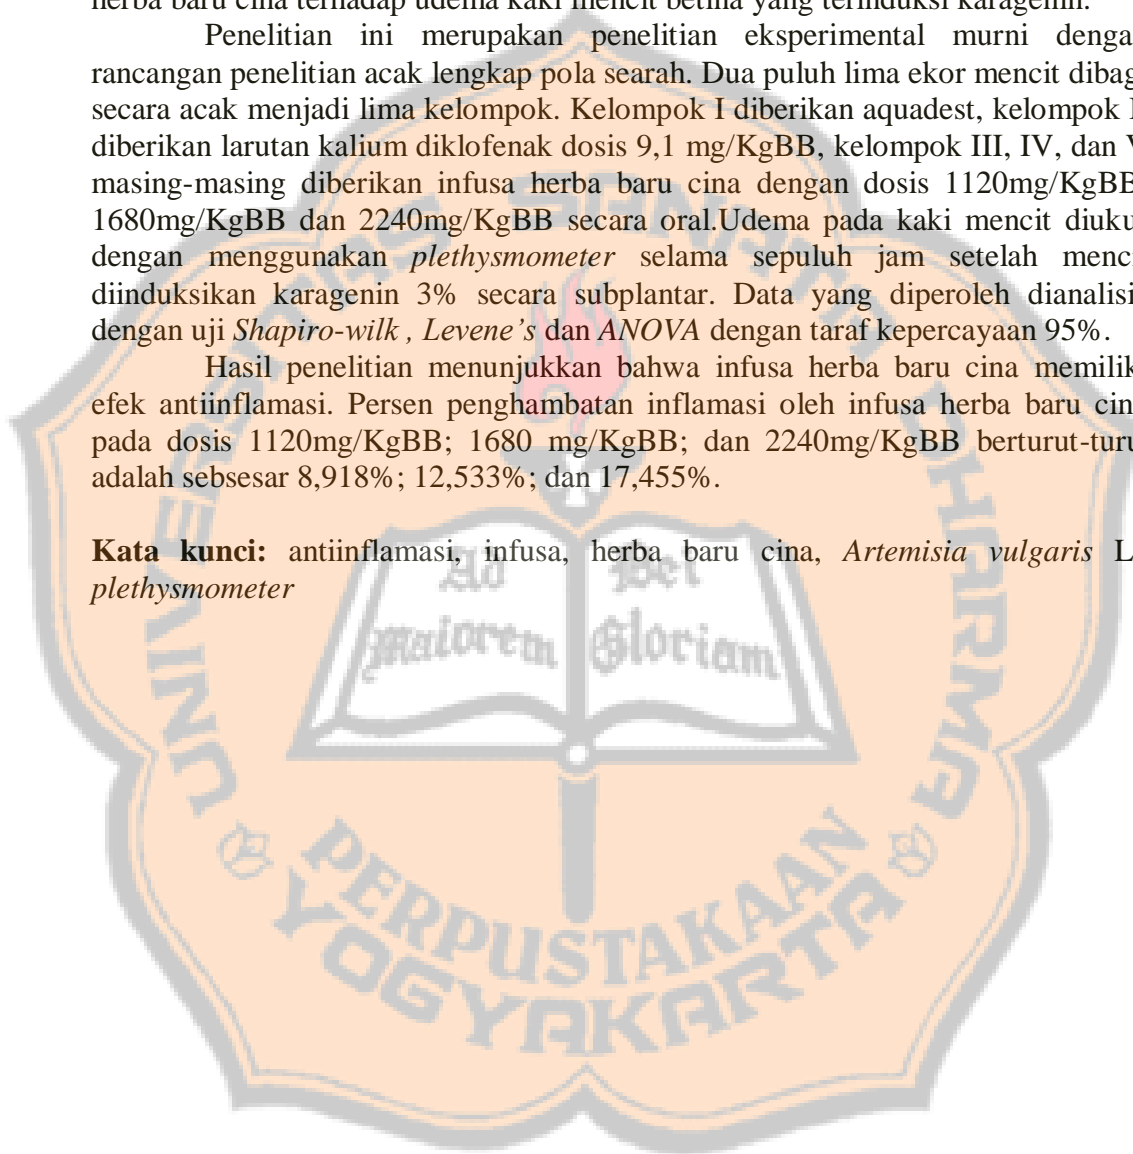 herba baru cina terhadap udema kaki mencit betina yang terinduksi karagenin.
Penelitian ini merupakan penelitian eksperimental murni denga
rancangan penelitian acak lengkap pola searah. Dua puluh lima ekor mencit dibag
secara acak menjadi lima kelompok. Kelompok I diberikan aquadest, kelompok I
diberikan larutan kalium diklofenak dosis 9,1 mg/KgBB, kelompok III, IV, dan V
masing-masing diberikan infusa herba baru cina dengan dosis 1120mg/KgBB
1680mg/KgBB dan 2240mg/KgBB secara oral.Udema pada kaki mencit diuku
dengan menggunakan plethysmometer selama sepuluh jam setelah menci
diinduksikan karagenin 3% secara subplantar. Data yang diperoleh dianalisi
dengan uji Shapiro-wilk , Levene's dan ANOVA dengan taraf kepercayaan 95%.
Hasil penelitian menunjukkan bahwa infusa herba baru cina memilik
efek antiinflamasi. Persen penghambatan inflamasi oleh infusa herba baru cin
pada dosis 1120mg/KgBB; 1680 mg/KgBB; dan 2240mg/KgBB berturut-turu
adalah sebsesar 8,918%; 12,533%; dan 17,455%.
Kata kunci: antiinflamasi, infusa, herba baru cina, Artemisia vulgaris L
plethysmometer
UNIVERSITAS SANATA DHARMA
Ad Dei
Maiorem Gloriam
PERPUSTAKAAN
YOGYAKARTA